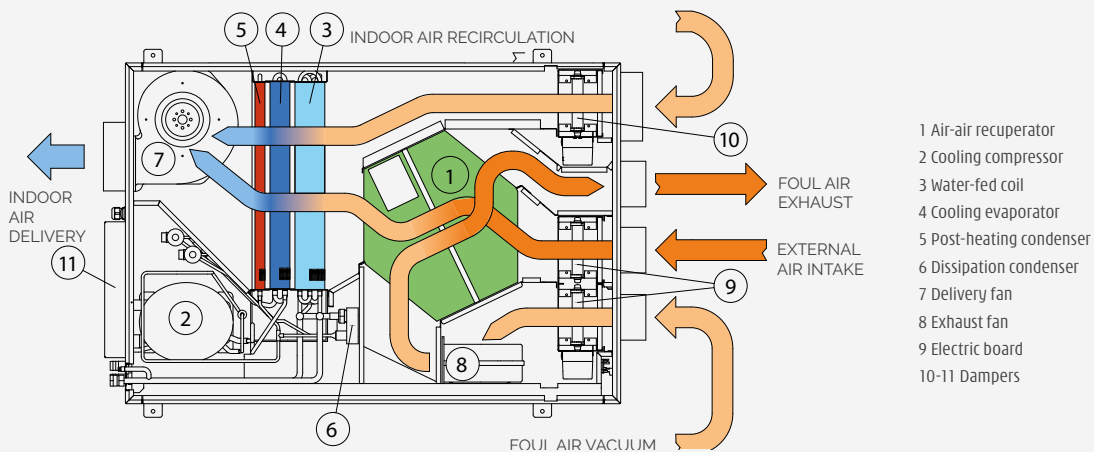 5
4
3
INDOOR AIR RECIRCULATION
10
7
1
INDOOR
AIR
DELIVERY
FOUL AIR
EXHAUST
EXTERNAL
AIR INTAKE
11
9
2
8
6
FOUL AIR VACUUM
1 Air-air recuperator
2 Cooling compressor
3 Water-fed coil
4 Cooling evaporator
5 Post-heating condenser
6 Dissipation condenser
7 Delivery fan
8 Exhaust fan
9 Electric board
10-11 Dampers